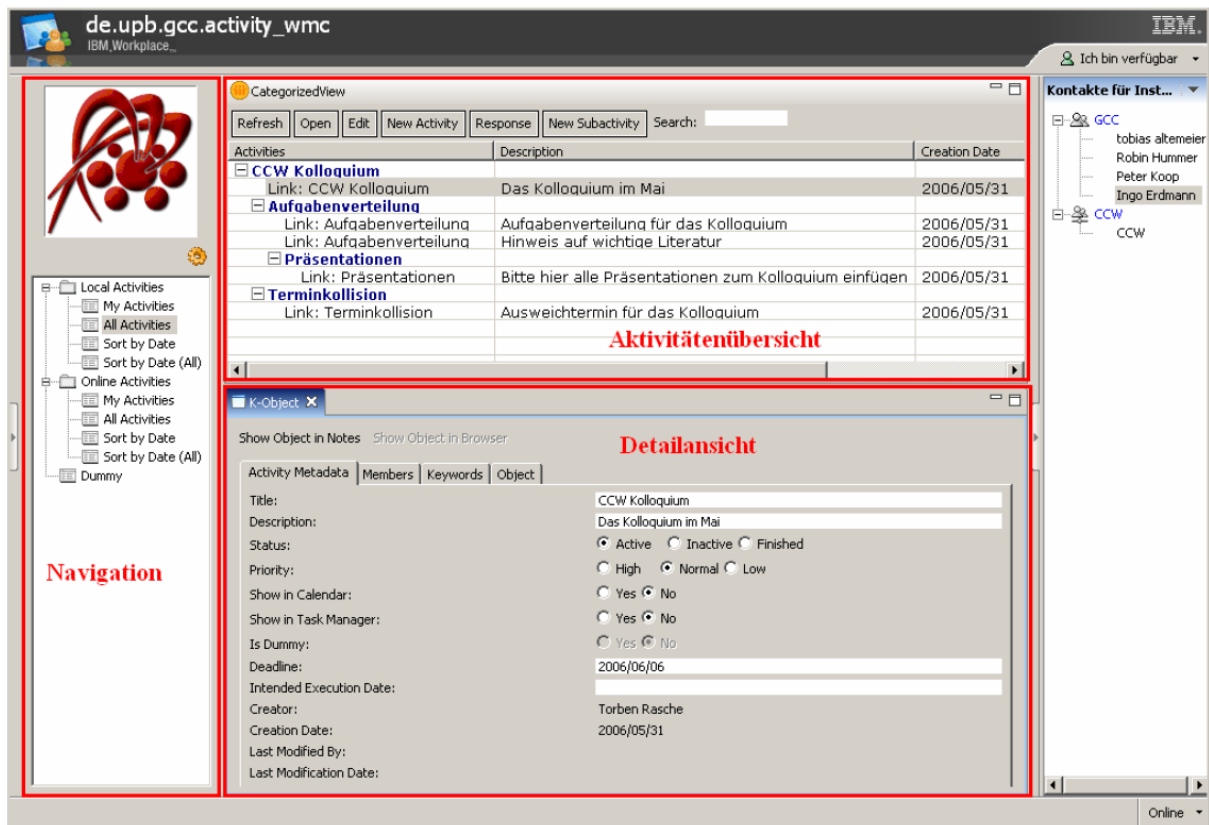 de.upb.gcc.activity_wmc
IBM_Workplace_
IBM.
Ich bin verfügbar
Navigation
Local Activities
My Activities
All Activities
Sort by Date
Sort by Date (All)
Online Activities
My Activities
All Activities
Sort by Date
Sort by Date (All)
Dummy
CategorizedView
Refresh Open Edit New Activity Response New Subactivity Search:
Activities Description Creation Date
CCW Kolloquium
Link: CCW Kolloquium Das Kolloquium im Mai 2006/05/31
Aufgabenverteilung
Link: Aufgabenverteilung Aufgabenverteilung für das Kolloquium 2006/05/31
Link: Aufgabenverteilung Hinweis auf wichtige Literatur 2006/05/31
Präsentationen
Link: Präsentationen Bitte hier alle Präsentationen zum Kolloquium einfügen 2006/05/31
Terminkollision
Link: Terminkollision Ausweichtermin für das Kolloquium 2006/05/31
Aktivitätenübersicht
K-Object
Show Object in Notes Show Object in Browser
Detailansicht
Activity Metadata Members Keywords Object
Title: CCW Kolloquium
Description: Das Kolloquium im Mai
Status: Active Inactive Finished
Priority: High Normal Low
Show in Calendar: Yes No
Show in Task Manager: Yes No
Is Dummy: Yes No
Deadline: 2006/06/06
Intended Execution Date:
Creator: Torben Rasche
Creation Date: 2006/05/31
Last Modified By:
Last Modification Date:
Kontakte für Inst...
GCC
tobias altemeier
Robin Hummer
Peter Koop
Ingo Erdmann
CCW
CCW
Online